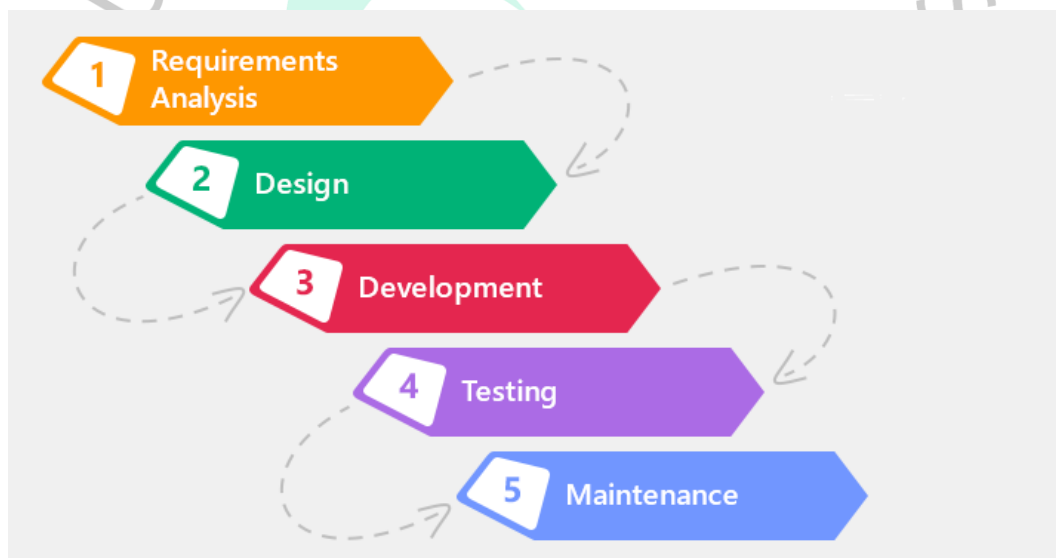 1
Requirements
Analysis
2
Design
3
Development
4
Testing
5
Maintenance